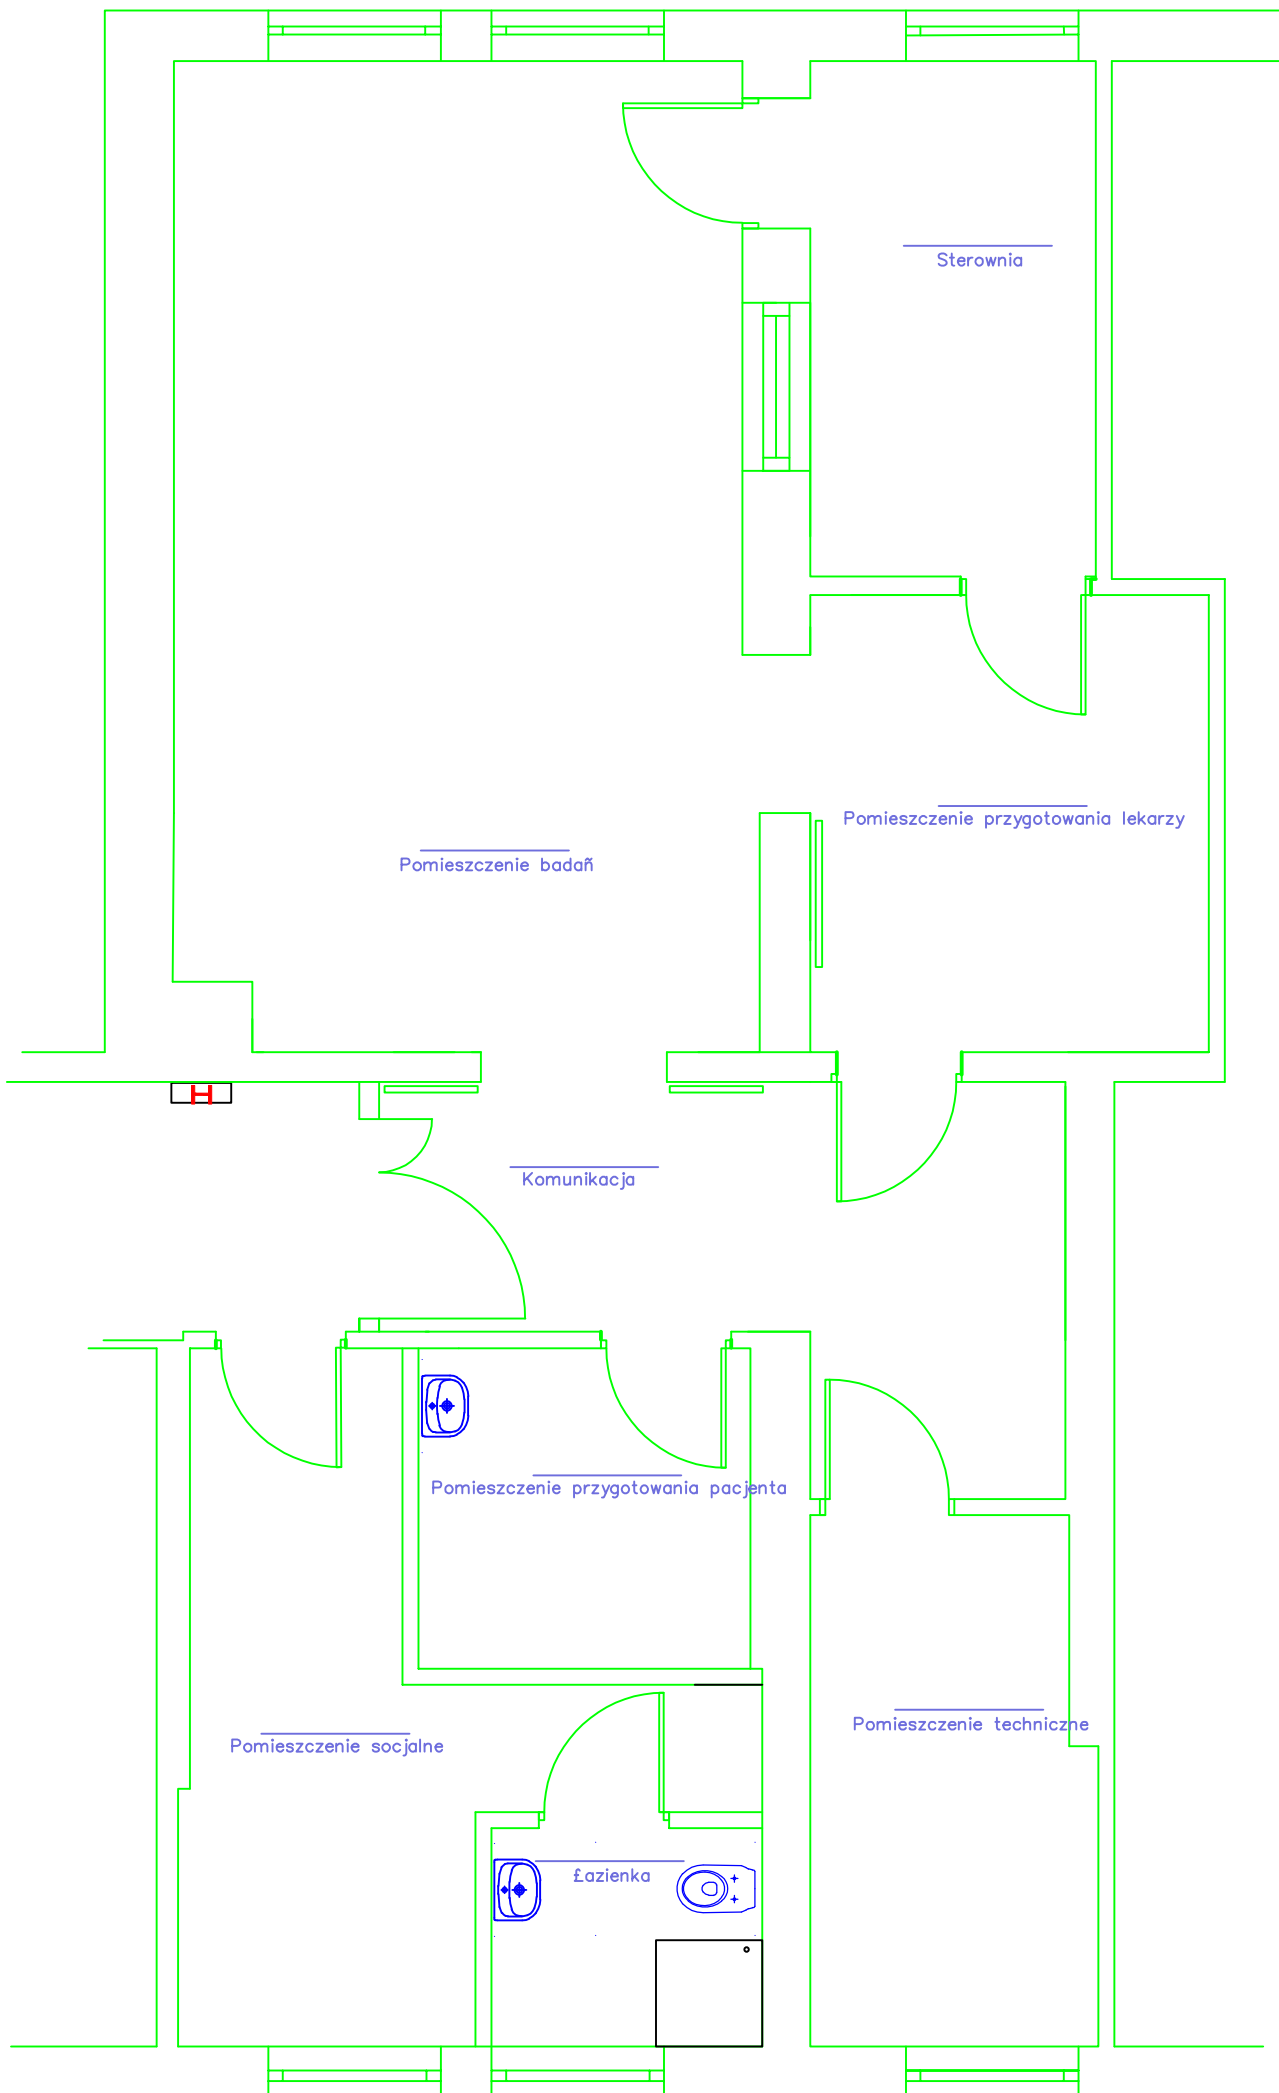 Sterownia
Pomieszczenie przygotowania lekarzy
Pomieszczenie badań
H
Komunikacja
Pomieszczenie przygotowania pacjenta
Pomieszczenie techniczne
Pomieszczenie socjalne
Łazienka